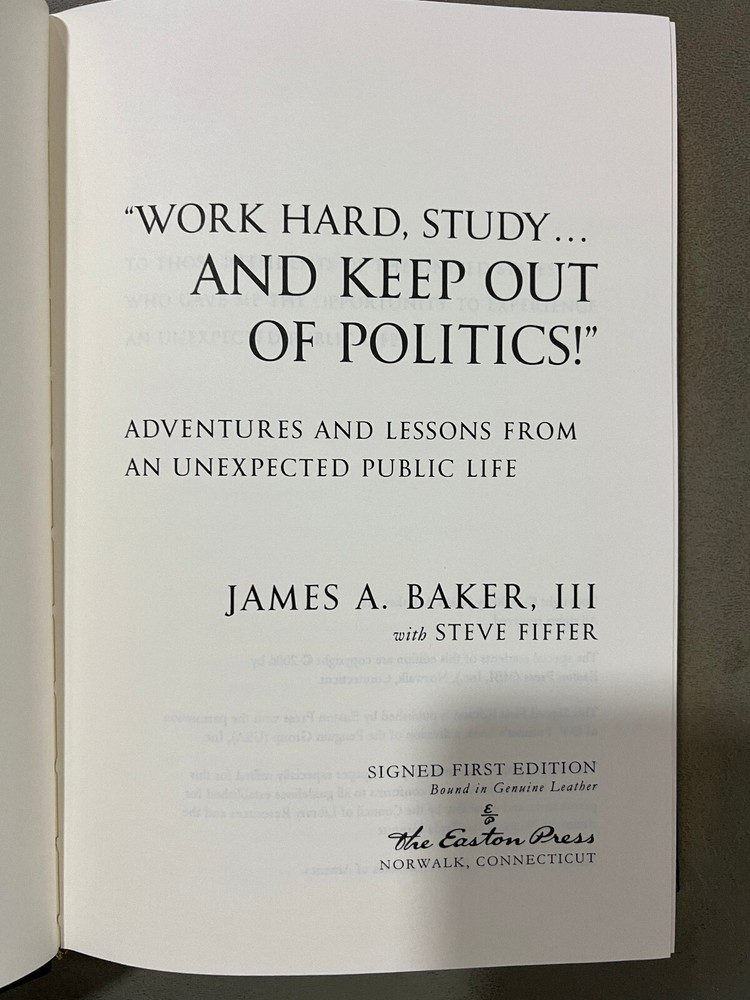 “WORK HARD, STUDY...
AND KEEP OUT
OF POLITICS!”
ADVENTURES AND LESSONS FROM
AN UNEXPECTED PUBLIC LIFE
JAMES A. BAKER, III
with STEVE FIFFER
SIGNED FIRST EDITION
Bound in Genuine Leather
The Easton Press
NORWALK, CONNECTICUT